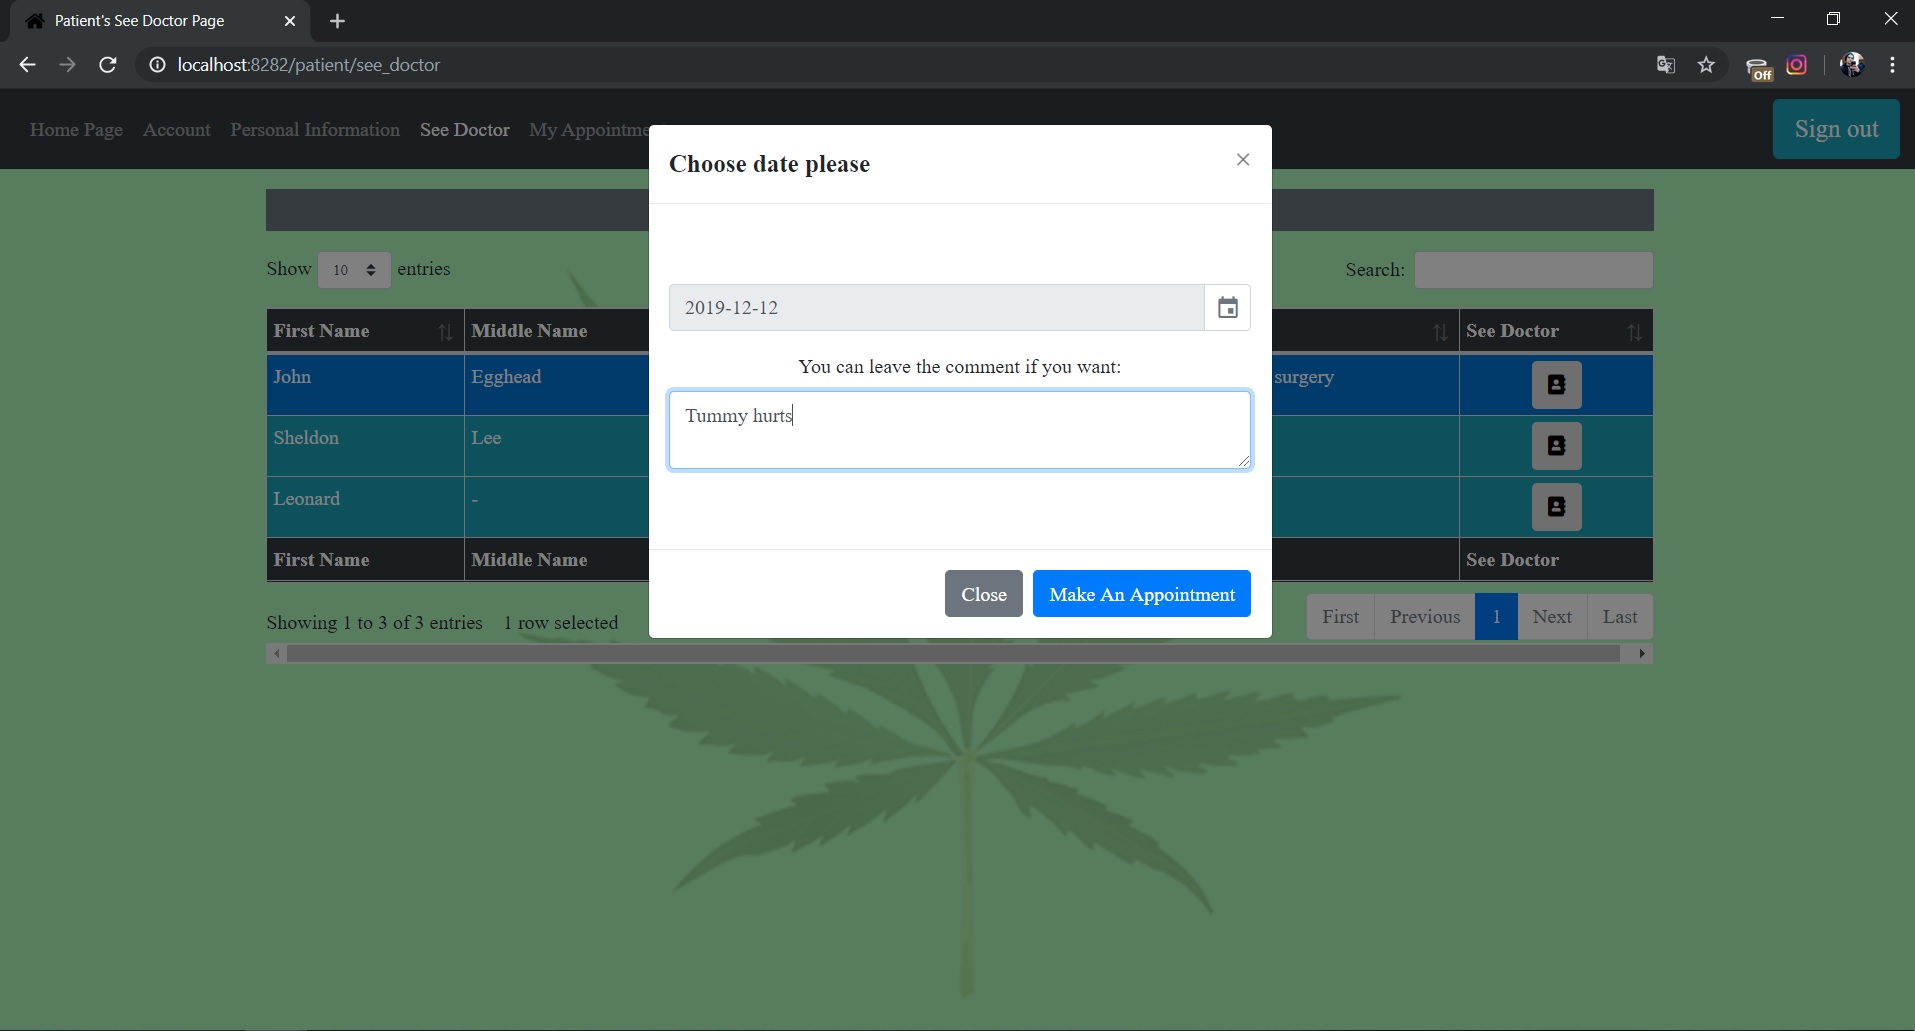 Patient's See Doctor Page
localhost:8282/patient/see_doctor
Off
Home Page Account Personal Information See Doctor My Appointme
Sign out
Choose date please
Show 10 entries
Search:
2019-12-12
First Name Middle Name See Doctor
You can leave the comment if you want:
John Egghead surgery
Tummy hurts
Sheldon Lee
Leonard -
First Name Middle Name See Doctor
Close Make An Appointment
Showing 1 to 3 of 3 entries 1 row selected
First Previous 1 Next Last